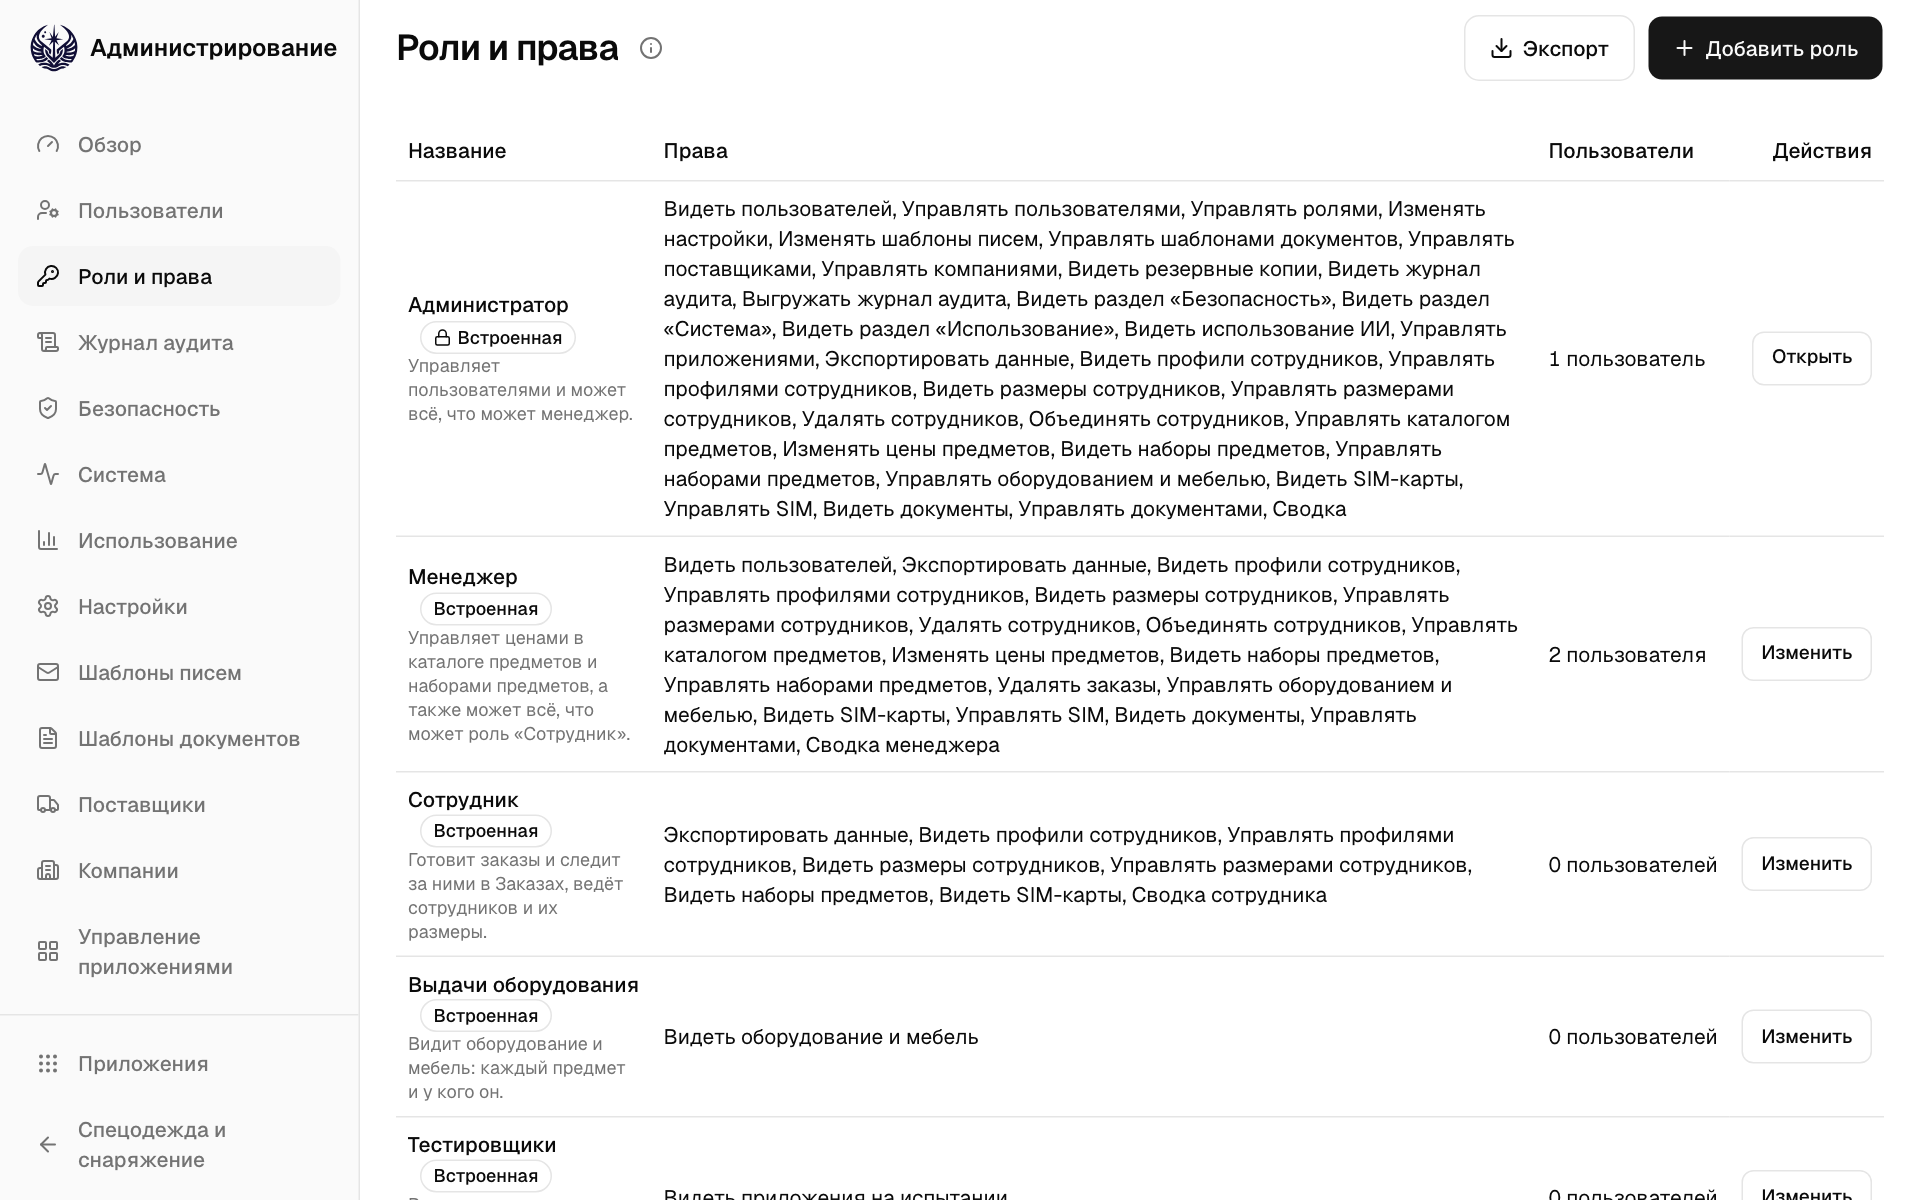 Администрирование
Обзор
Пользователи
Роли и права
Журнал аудита
Безопасность
Система
Использование
Настройки
Шаблоны писем
Шаблоны документов
Поставщики
Компании
Управление
приложениями
Приложения
Спецодежда и
снаряжение
Роли и права
Экспорт
Добавить роль
Название
Права
Пользователи
Действия
Администратор
Встроенная
Управляет
пользователями и может
всё, что может менеджер.
Видеть пользователей, Управлять пользователями, Управлять ролями, Изменять
настройки, Изменять шаблоны писем, Управлять шаблонами документов, Управлять
поставщиками, Управлять компаниями, Видеть резервные копии, Видеть журнал
аудита, Выгружать журнал аудита, Видеть раздел «Безопасность», Видеть раздел
«Система», Видеть раздел «Использование», Видеть использование ИИ, Управлять
приложениями, Экспортировать данные, Видеть профили сотрудников, Управлять
профилями сотрудников, Видеть размеры сотрудников, Управлять размерами
сотрудников, Удалять сотрудников, Объединять сотрудников, Управлять каталогом
предметов, Изменять цены предметов, Видеть наборы предметов, Управлять
наборами предметов, Управлять оборудованием и мебелью, Видеть SIM-карты,
Управлять SIM, Видеть документы, Управлять документами, Сводка
1 пользователь
Открыть
Менеджер
Встроенная
Управляет ценами в
каталоге предметов и
наборами предметов, а
также может всё, что
может роль «Сотрудник».
Видеть пользователей, Экспортировать данные, Видеть профили сотрудников,
Управлять профилями сотрудников, Видеть размеры сотрудников, Управлять
размерами сотрудников, Удалять сотрудников, Объединять сотрудников, Управлять
каталогом предметов, Изменять цены предметов, Видеть наборы предметов,
Управлять наборами предметов, Удалять заказы, Управлять оборудованием и
мебелью, Видеть SIM-карты, Управлять SIM, Видеть документы, Управлять
документами, Сводка менеджера
2 пользователя
Изменить
Сотрудник
Встроенная
Готовит заказы и следит
за ними в Заказах, ведёт
сотрудников и их
размеры.
Экспортировать данные, Видеть профили сотрудников, Управлять профилями
сотрудников, Видеть размеры сотрудников, Управлять размерами сотрудников,
Видеть наборы предметов, Видеть SIM-карты, Сводка сотрудника
0 пользователей
Изменить
Выдачи оборудования
Встроенная
Видит оборудование и
мебель: каждый предмет
и у кого он.
Видеть оборудование и мебель
0 пользователей
Изменить
Тестировщики
Встроенная
Видеть приложения на испытании
0 пользователей
Изменить